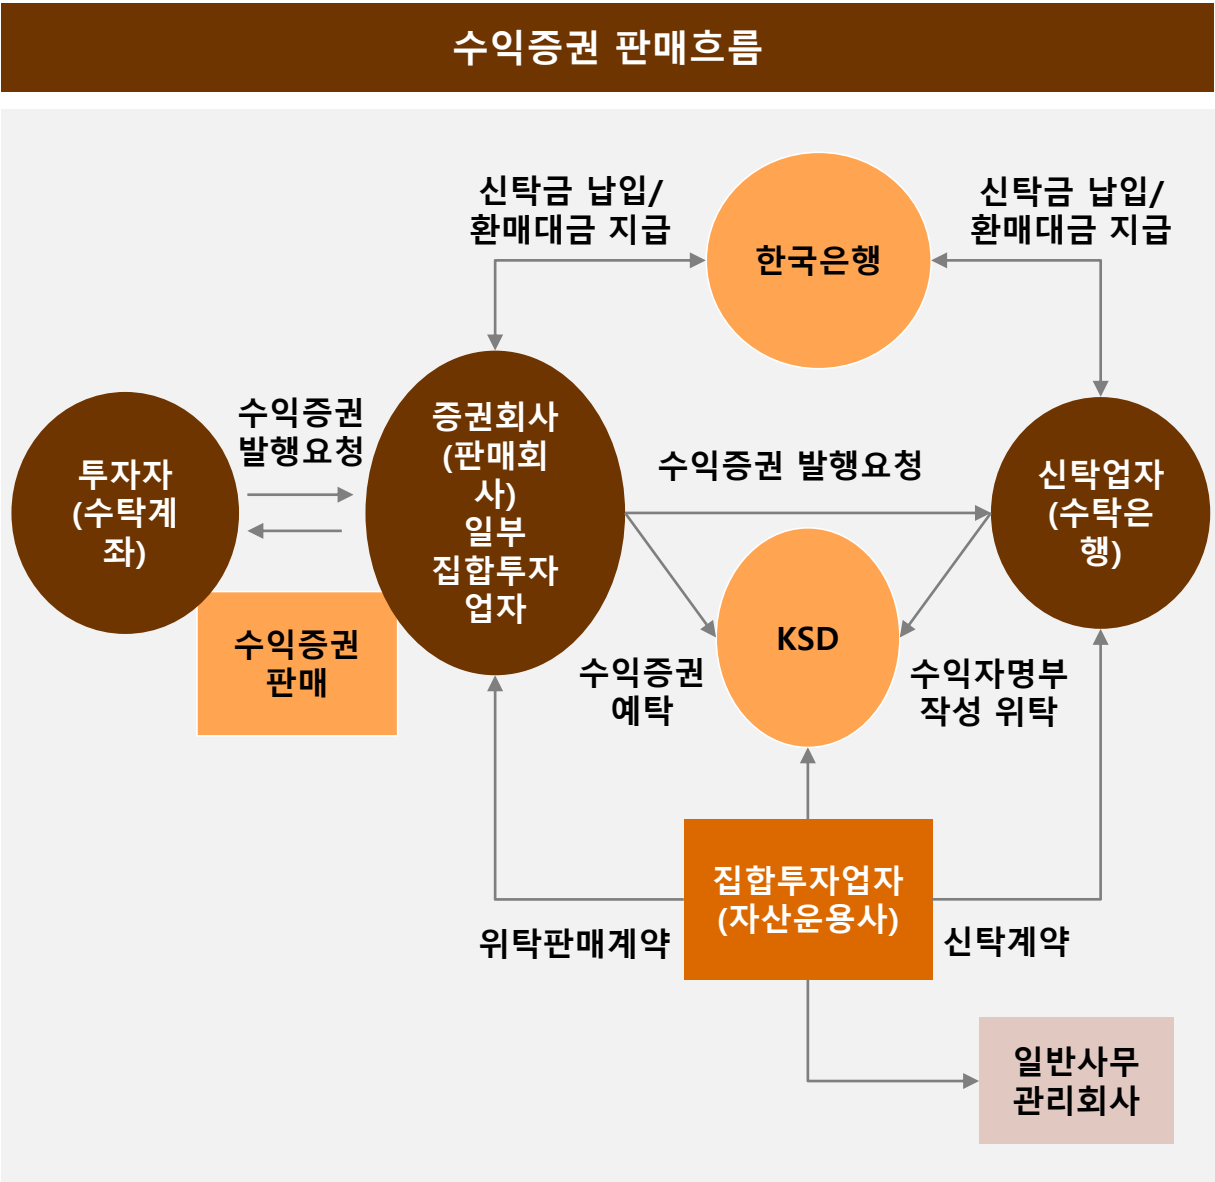 수익증권 판매흐름
신탁금 납입/
환매대금 지급
한국은행
신탁금 납입/
환매대금 지급
투자자
(수탁계
좌)
수익증권
발행요청
증권회사
(판매회
사)
일부
집합투자
업자
수익증권 발행요청
신탁업자
(수탁은
행)
수익증권
판매
KSD
수익증권
예탁
수익자명부
작성 위탁
집합투자업자
(자산운용사)
위탁판매계약
신탁계약
일반사무
관리회사